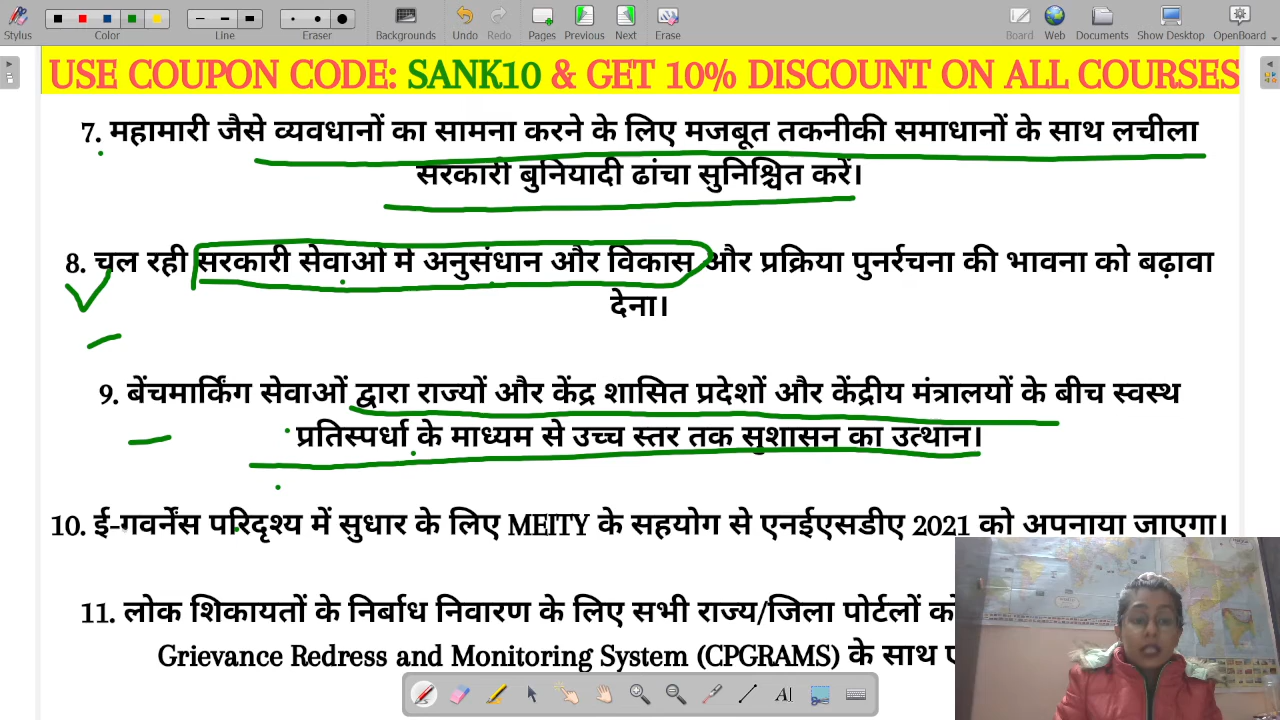 Stylus
Color
Line
Eraser
Backgrounds
Undo
Redo
Pages
Previous
Next
Erase
Board
Web
Documents
Show Desktop
OpenBoard
USE COUPON CODE: SANK10 & GET 10% DISCOUNT ON ALL COURSES
7. महामारी जैसे व्यवधानों का सामना करने के लिए मजबूत तकनीकी समाधानों के साथ लचीला
सरकारी बुनियादी ढांचा सुनिश्चित करें।
8. चल रही सरकारी सेवाओं में अनुसंधान और विकास और प्रक्रिया पुनर्रचना की भावना को बढ़ावा
देना।
9. बेंचमार्किंग सेवाओं द्वारा राज्यों और केंद्र शासित प्रदेशों और केंद्रीय मंत्रालयों के बीच स्वस्थ
प्रतिस्पर्धा के माध्यम से उच्च स्तर तक सुशासन का उत्थान।
10. ई-गवर्नेंस परिदृश्य में सुधार के लिए MEITY के सहयोग से एनईएसडीए 2021 को अपनाया जाएगा।
11. लोक शिकायतों के निर्बाध निवारण के लिए सभी राज्य/जिला पोर्टलों को
Grievance Redress and Monitoring System (CPGRAMS) के साथ